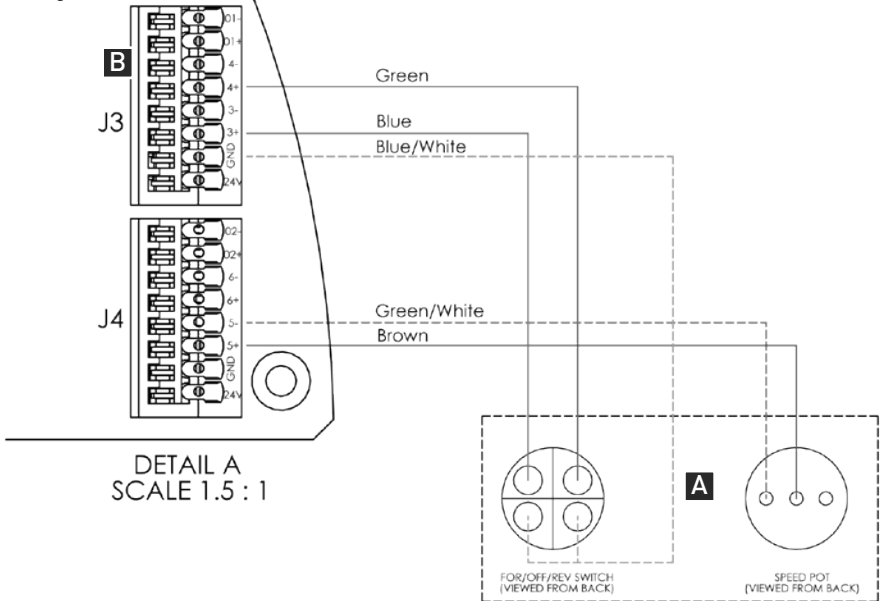 01-
01+
B
4-
Green
4+
J3
3-
Blue
3+
Blue/White
GND
24V
02-
02+
6-
6+
J4
Green/White
5-
Brown
5+
GND
24V
DETAIL A
SCALE 1.5 : 1
A
FOR/OFF/REV SWITCH
(VIEWED FROM BACK)
SPEED POT
(VIEWED FROM BACK)